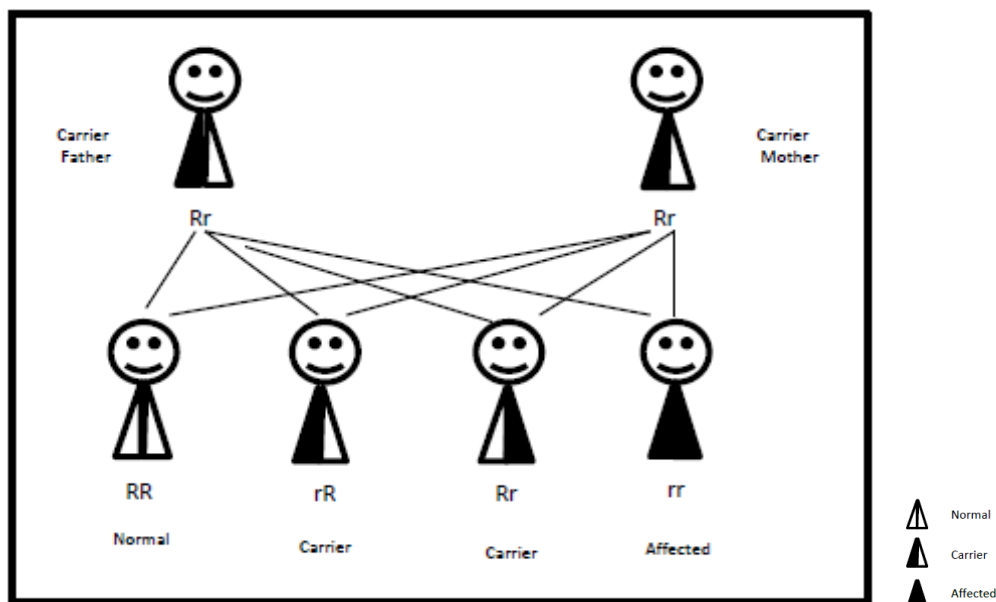 Carrier
Father
Carrier
Mother
Rr
Rr
RR
rR
Rr
rr
Normal
Carrier
Carrier
Affected
Normal
Carrier
Affected